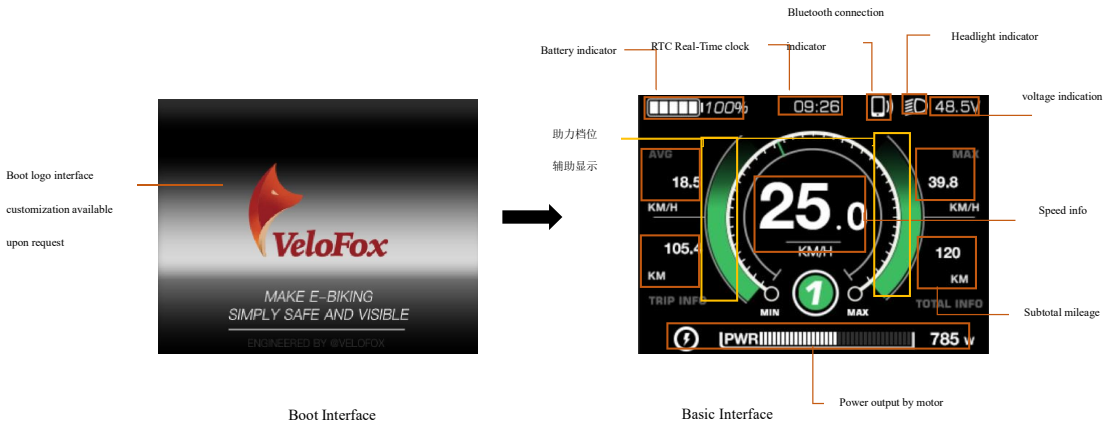 Bluetooth connection
Battery indicator
RTC Real-Time clock
indicator
Headlight indicator
voltage indication
100%
09:26
48.5V
助力档位
辅助显示
Boot logo interface
customization available
upon request
VeloFox
MAKE E-BIKING
SIMPLY SAFE AND VISIBLE
ENGINEERED BY @VELOFOX
AVG
18.5
KM/H
105.4
KM
TRIP INFO
25.0
KM/H
MIN
1
MAX
MAX
39.8
KM/H
120
KM
TOTAL INFO
Speed info
Subtotal mileage
PWR
785 W
Power output by motor
Boot Interface
Basic Interface